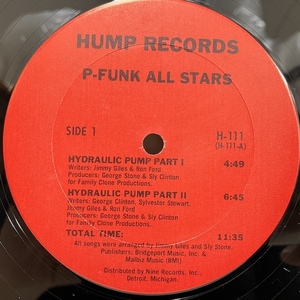 HUMP RECORDS
P-FUNK ALL STARS
SIDE 1
H-111
(H-111-A)
HYDRAULIC PUMP PART I 4:49
Writers: Jimmy Giles & Ron Ford
Producers: George Stone & Sly Clinton
for Family Clone Productions.
HYDRAULIC PUMP PART II 6:45
Writers: George Clinton, Sylvester Stewart,
Jimmy Giles & Ron Ford
Producers: George Stone & Sly Clinton
for Family Clone Productions.
TOTAL TIME: 11:35
All songs were arranged by Jimmy Giles and Sly Stone.
Publishers: Bridgeport Music, Inc. &
Malbiz Music (BMI)
Distributed by Nine Records, Inc.,
Detroit, Michigan.